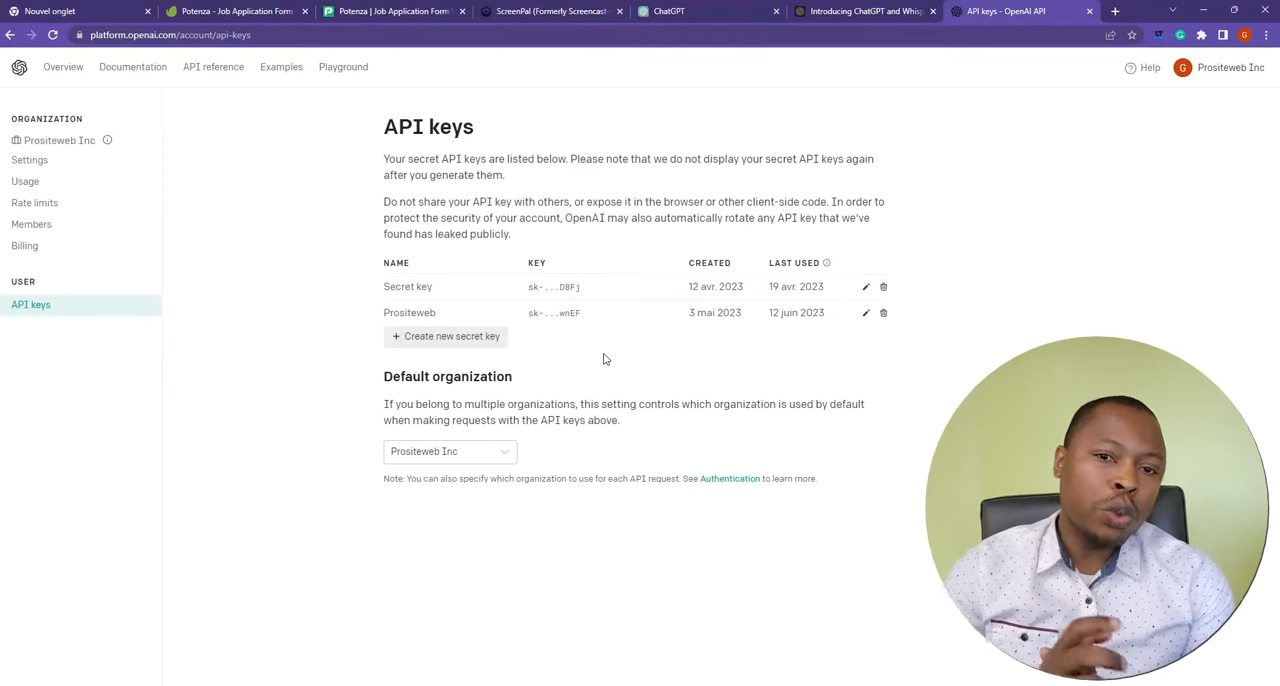 Nouvel onglet
Potenza - Job Application Form
Potenza | Job Application Form
ScreenPal (Formerly Screencast-
ChatGPT
Introducing ChatGPT and Whisp
API keys - OpenAI API
platform.openai.com/account/api-keys
Overview
Documentation
API reference
Examples
Playground
Help
G
Prositeweb Inc
ORGANIZATION
Prositeweb Inc
Settings
Usage
Rate limits
Members
Billing
USER
API keys
API keys
Your secret API keys are listed below. Please note that we do not display your secret API keys again
after you generate them.
Do not share your API key with others, or expose it in the browser or other client-side code. In order to
protect the security of your account, OpenAI may also automatically rotate any API key that we've
found has leaked publicly.
NAME KEY CREATED LAST USED
Secret key sk-...D8Fj 12 avr. 2023 19 avr. 2023
Prositeweb sk-...wnEF 3 mai 2023 12 juin 2023
+ Create new secret key
Default organization
If you belong to multiple organizations, this setting controls which organization is used by default
when making requests with the API keys above.
Prositeweb Inc
Note: You can also specify which organization to use for each API request. See Authentication to learn more.